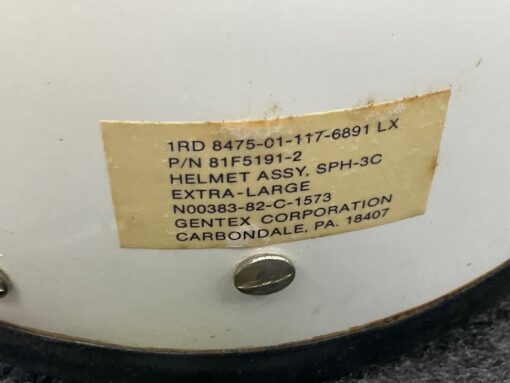 1RD 8475-01-117-6891 LX
P/N 81F5191-2
HELMET ASSY, SPH-3C
EXTRA-LARGE
N00383-82-C-1573
GENTEX CORPORATION
CARBONDALE, PA. 18407